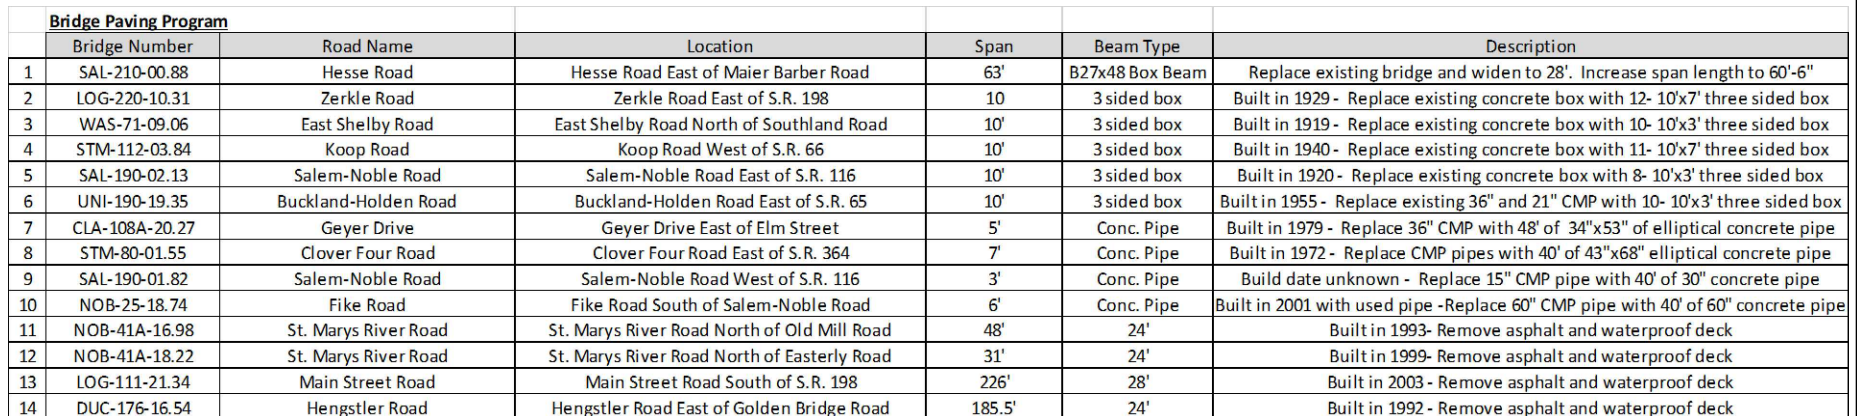 Bridge Paving Program
Bridge Number Road Name Location Span Beam Type Description
1 SAL-210-00.88 Hesse Road Hesse Road East of Maier Barber Road 63' B27x48 Box Beam Replace existing bridge and widen to 28'. Increase span length to 60'-6"
2 LOG-220-10.31 Zerkle Road Zerkle Road East of S.R. 198 10 3 sided box Built in 1929 - Replace existing concrete box with 12- 10'x7' three sided box
3 WAS-71-09.06 East Shelby Road East Shelby Road North of Southland Road 10' 3 sided box Built in 1919 - Replace existing concrete box with 10- 10'x3' three sided box
4 STM-112-03.84 Koop Road Koop Road West of S.R. 66 10' 3 sided box Built in 1940 - Replace existing concrete box with 11- 10'x7' three sided box
5 SAL-190-02.13 Salem-Noble Road Salem-Noble Road East of S.R. 116 10' 3 sided box Built in 1920 - Replace existing concrete box with 8- 10'x3' three sided box
6 UNI-190-19.35 Buckland-Holden Road Buckland-Holden Road East of S.R. 65 10' 3 sided box Built in 1955 - Replace existing 36" and 21" CMP with 10- 10'x3' three sided box
7 CLA-108A-20.27 Geyer Drive Geyer Drive East of Elm Street 5' Conc. Pipe Built in 1979 - Replace 36" CMP with 48' of 34"x53" of elliptical concrete pipe
8 STM-80-01.55 Clover Four Road Clover Four Road East of S.R. 364 7' Conc. Pipe Built in 1972 - Replace CMP pipes with 40' of 43"x68" elliptical concrete pipe
9 SAL-190-01.82 Salem-Noble Road Salem-Noble Road West of S.R. 116 3' Conc. Pipe Build date unknown - Replace 15" CMP pipe with 40' of 30" concrete pipe
10 NOB-25-18.74 Fike Road Fike Road South of Salem-Noble Road 6' Conc. Pipe Built in 2001 with used pipe -Replace 60" CMP pipe with 40' of 60" concrete pipe
11 NOB-41A-16.98 St. Marys River Road St. Marys River Road North of Old Mill Road 48' 24' Built in 1993- Remove asphalt and waterproof deck
12 NOB-41A-18.22 St. Marys River Road St. Marys River Road North of Easterly Road 31' 24' Built in 1999- Remove asphalt and waterproof deck
13 LOG-111-21.34 Main Street Road Main Street Road South of S.R. 198 226' 28' Built in 2003 - Remove asphalt and waterproof deck
14 DUC-176-16.54 Hengstler Road Hengstler Road East of Golden Bridge Road 185.5' 24' Built in 1992 - Remove asphalt and waterproof deck